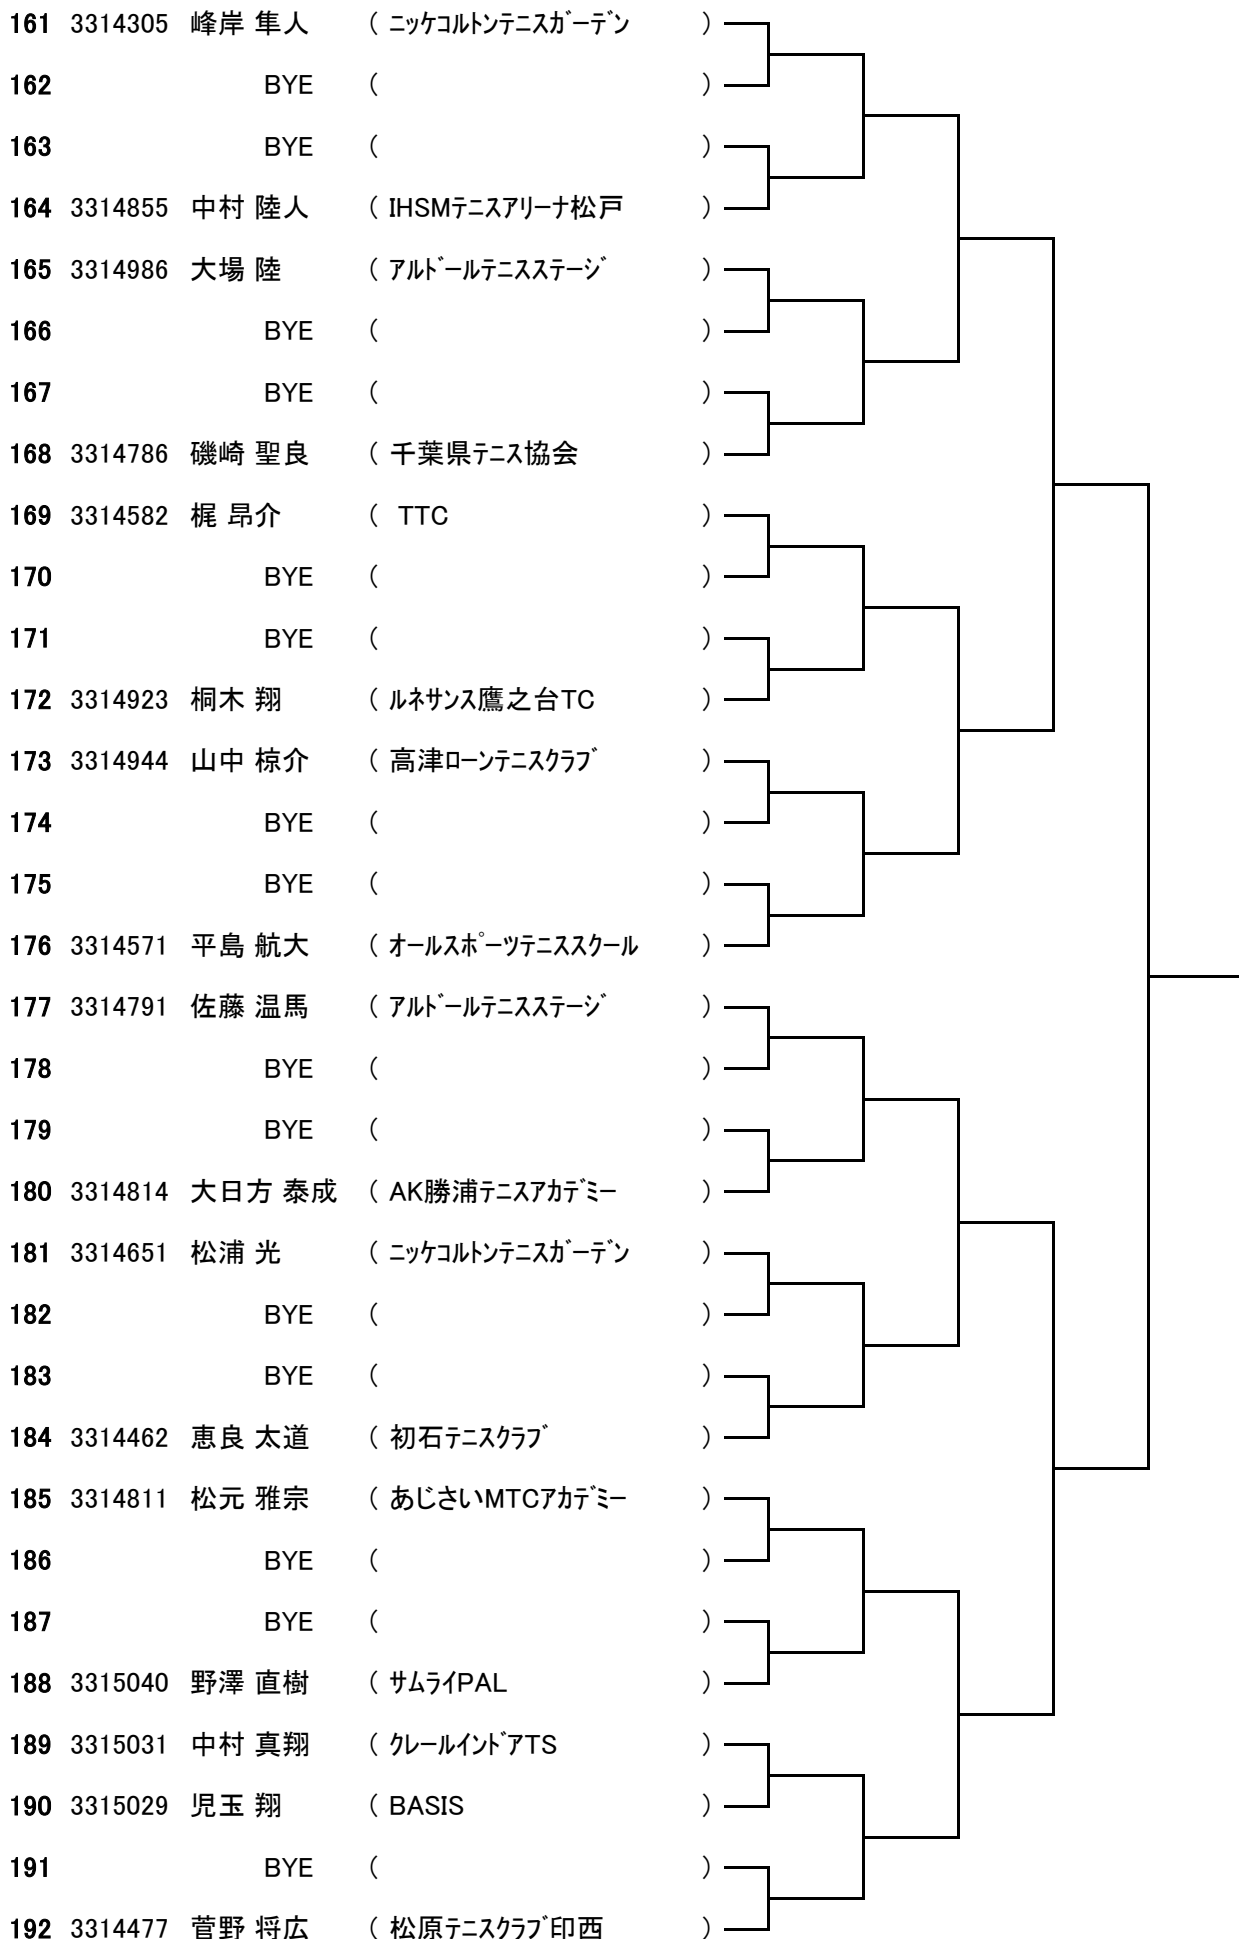 161 3314305 峰岸 隼人 ( ニッケコルトンテニスガーデン )
162 BYE ( )
163 BYE ( )
164 3314855 中村 陸人 ( IHSMテニスアリーナ松戸 )
165 3314986 大場 陸 ( アルドールテニスステージ )
166 BYE ( )
167 BYE ( )
168 3314786 磯崎 聖良 ( 千葉県テニス協会 )
169 3314582 梶 昂介 ( TTC )
170 BYE ( )
171 BYE ( )
172 3314923 桐木 翔 ( ルネサンス鷹之台TC )
173 3314944 山中 椋介 ( 高津ローンテニスクラブ )
174 BYE ( )
175 BYE ( )
176 3314571 平島 航大 ( オールスポーツテニススクール )
177 3314791 佐藤 温馬 ( アルドールテニスステージ )
178 BYE ( )
179 BYE ( )
180 3314814 大日方 泰成 ( AK勝浦テニスアカデミー )
181 3314651 松浦 光 ( ニッケコルトンテニスガーデン )
182 BYE ( )
183 BYE ( )
184 3314462 恵良 太道 ( 初石テニスクラブ )
185 3314811 松元 雅宗 ( あじさいMTCアカデミー )
186 BYE ( )
187 BYE ( )
188 3315040 野澤 直樹 ( サムライPAL )
189 3315031 中村 真翔 ( クレールインドアTS )
190 3315029 児玉 翔 ( BASIS )
191 BYE ( )
192 3314477 菅野 将広 ( 松原テニスクラブ印西 )